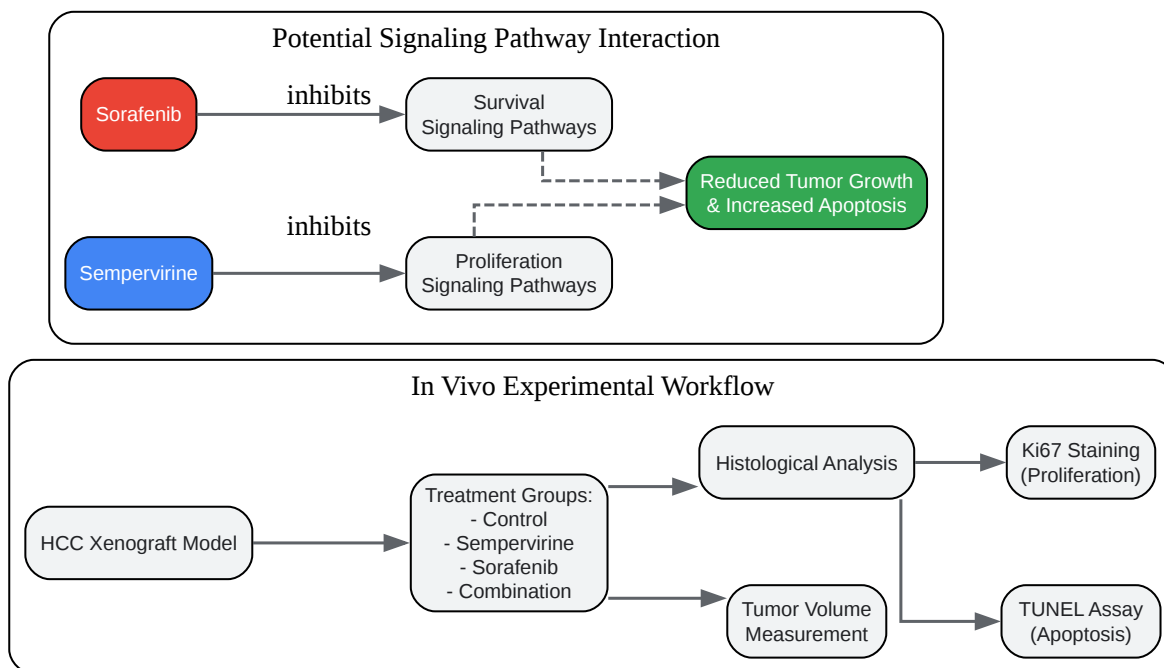 Potential Signaling Pathway Interaction
Sorafenib
inhibits
Survival
Signaling Pathways
Reduced Tumor Growth
& Increased Apoptosis
Sempervirine
inhibits
Proliferation
Signaling Pathways
In Vivo Experimental Workflow
HCC Xenograft Model
Treatment Groups:
- Control
- Sempervirine
- Sorafenib
- Combination
Histological Analysis
Ki67 Staining
(Proliferation)
Tumor Volume
Measurement
TUNEL Assay
(Apoptosis)